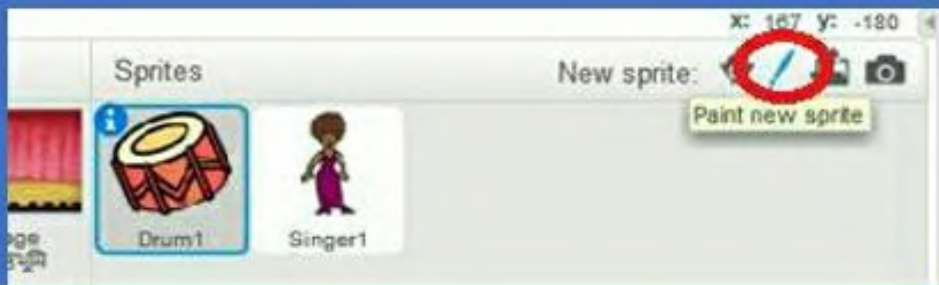 x: 167 y: -180
Sprites
New sprite:
Paint new sprite
Drum1
Singer1